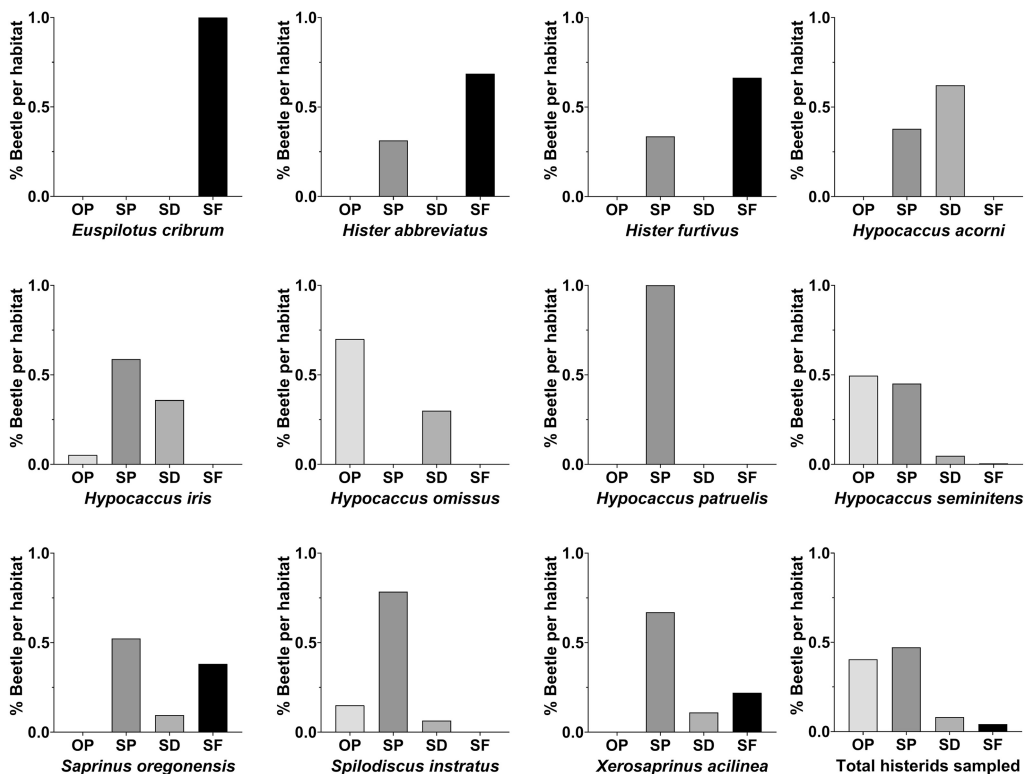 % Beetle per habitat
1.0
0.5
0.0
OP SP SD SF
Euspilotus cribrum
% Beetle per habitat
1.0
0.5
0.0
OP SP SD SF
Hister abbreviatus
% Beetle per habitat
1.0
0.5
0.0
OP SP SD SF
Hister furtivus
% Beetle per habitat
1.0
0.5
0.0
OP SP SD SF
Hypocaccus acorni
% Beetle per habitat
1.0
0.5
0.0
OP SP SD SF
Hypocaccus iris
% Beetle per habitat
1.0
0.5
0.0
OP SP SD SF
Hypocaccus omissus
% Beetle per habitat
1.0
0.5
0.0
OP SP SD SF
Hypocaccus patruelis
% Beetle per habitat
1.0
0.5
0.0
OP SP SD SF
Hypocaccus seminitens
% Beetle per habitat
1.0
0.5
0.0
OP SP SD SF
Saprinus oregonensis
% Beetle per habitat
1.0
0.5
0.0
OP SP SD SF
Spilodiscus instratus
% Beetle per habitat
1.0
0.5
0.0
OP SP SD SF
Xerosaprinus acilinea
% Beetle per habitat
1.0
0.5
0.0
OP SP SD SF
Total histerids sampled